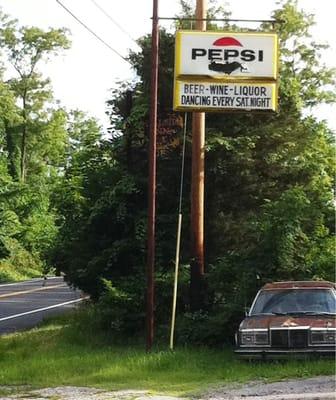 PEPSI
BEER-WINE-LIQUOR
DANCING EVERY SAT. NIGHT